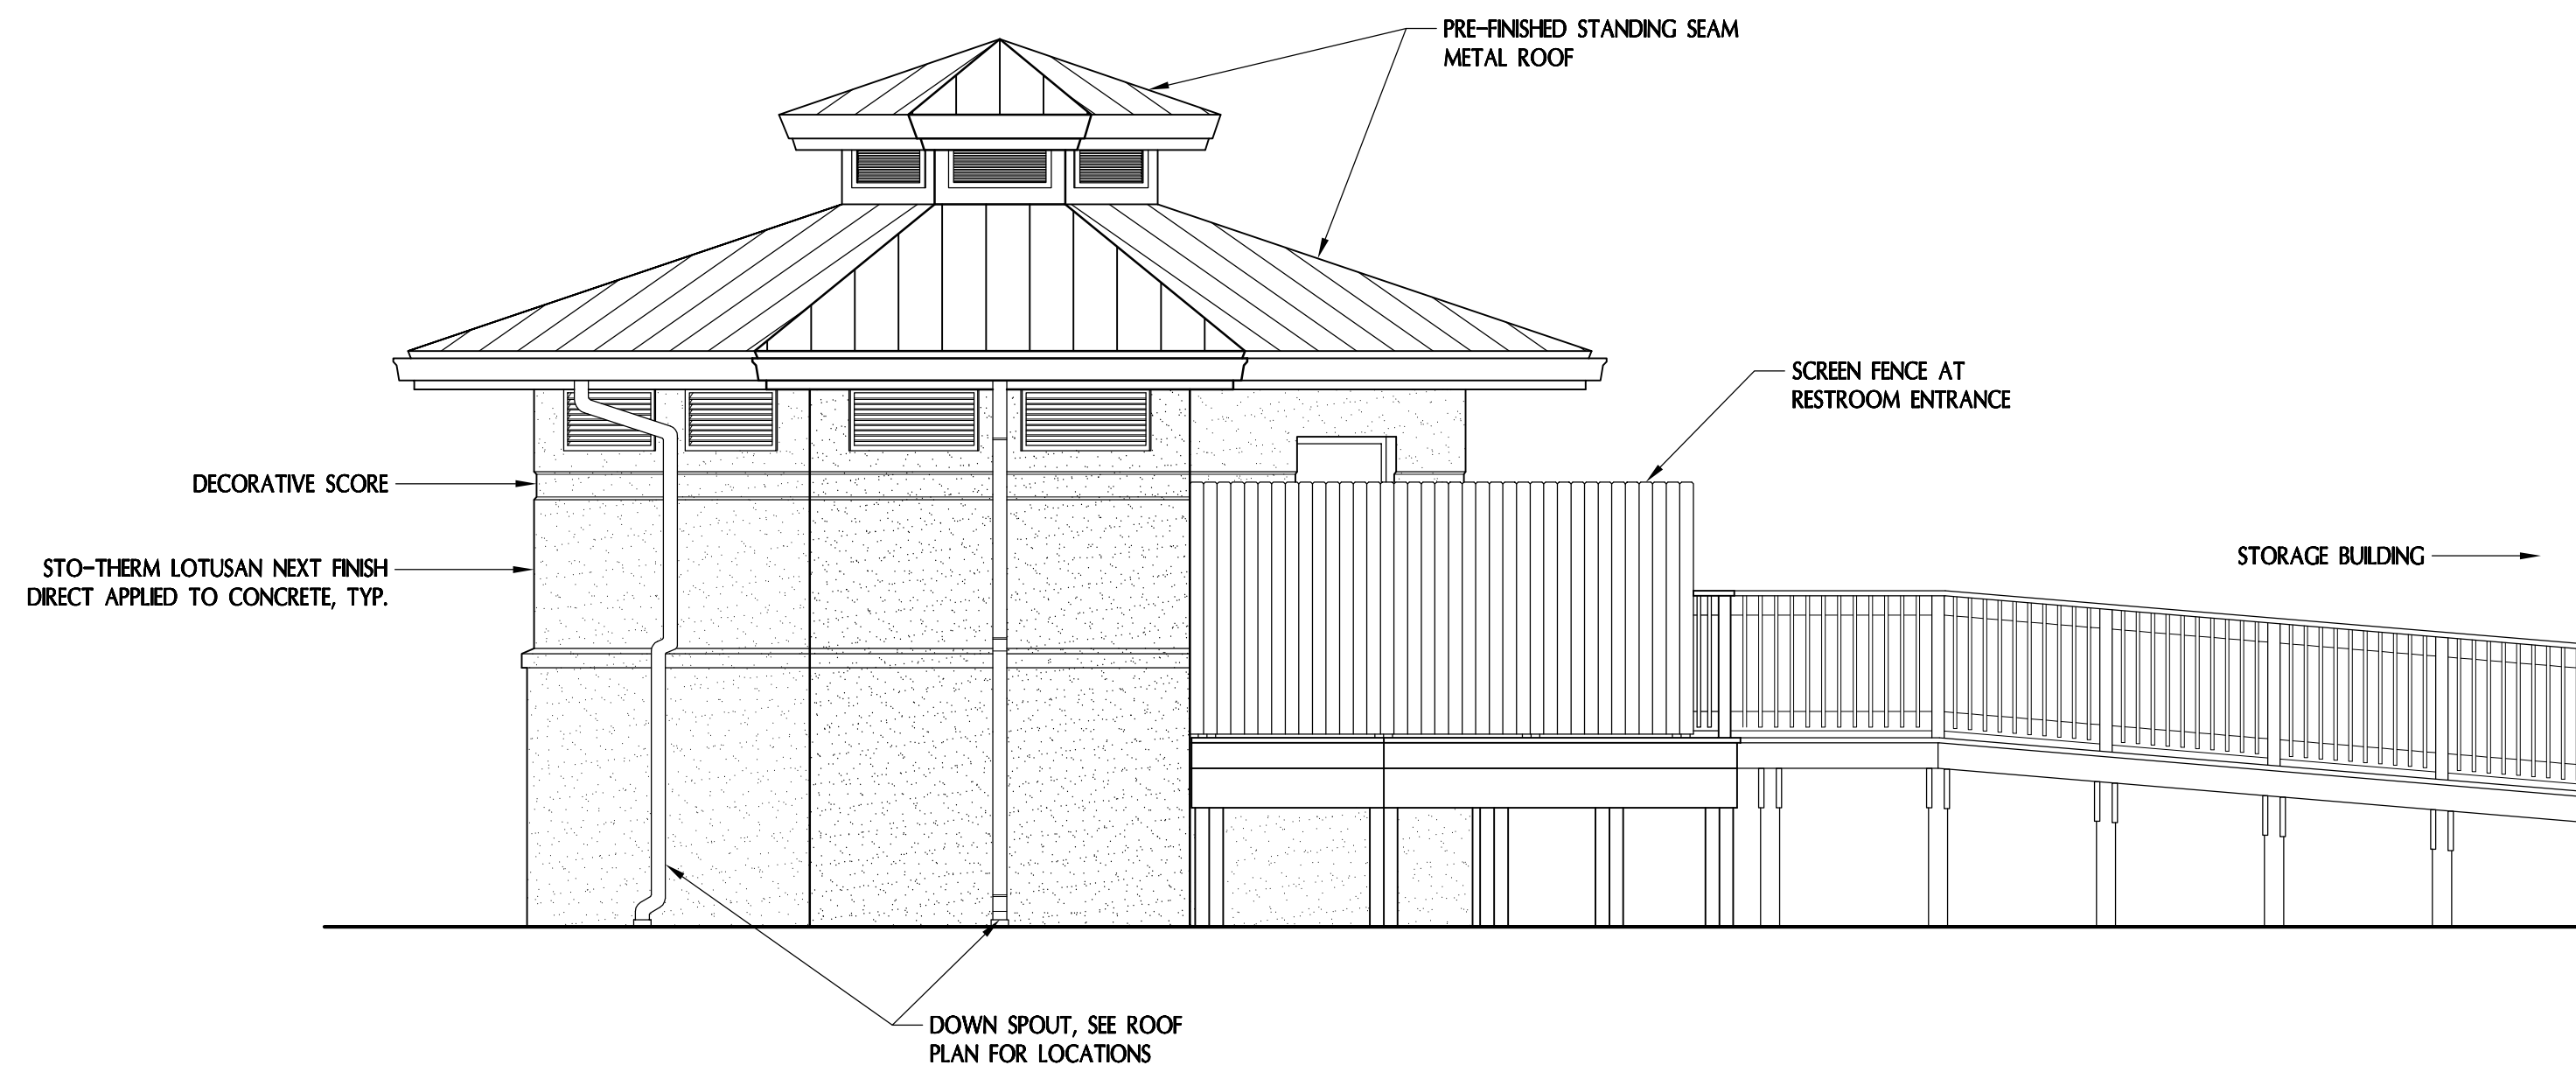 PRE-FINISHED STANDING SEAM
METAL ROOF
SCREEN FENCE AT
RESTROOM ENTRANCE
DECORATIVE SCORE
STO-THERM LOTUSAN NEXT FINISH
DIRECT APPLIED TO CONCRETE, TYP.
STORAGE BUILDING
DOWN SPOUT, SEE ROOF
PLAN FOR LOCATIONS